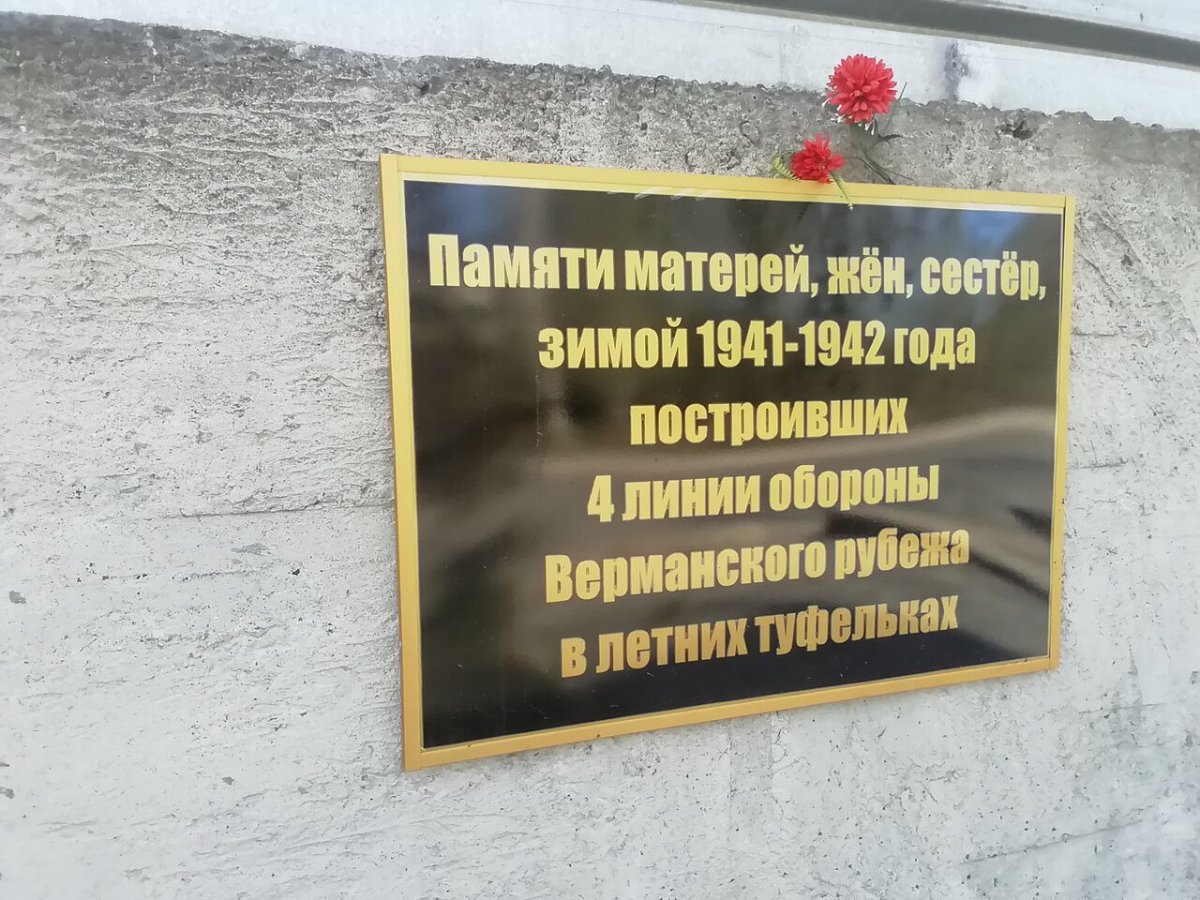 Памяти матерей, жён, сестёр,
зимой 1941-1942 года
построивших
4 линии обороны
Верманского рубежа
в летних туфельках